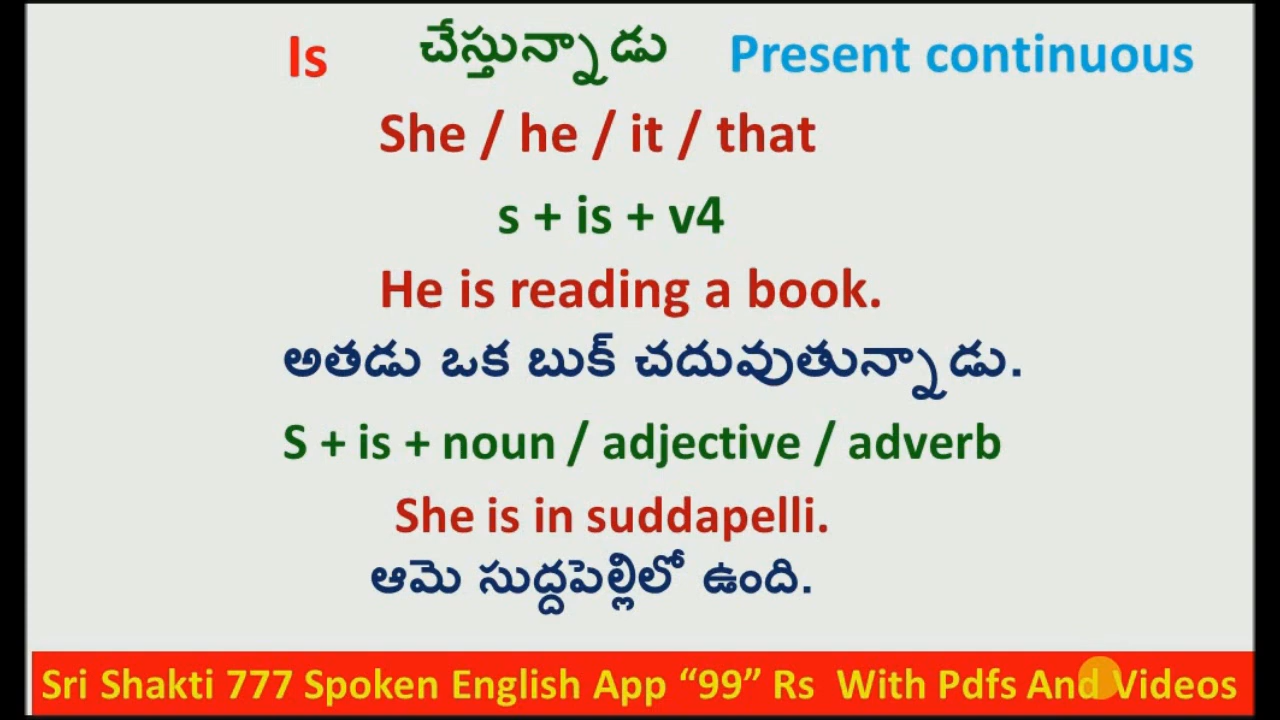 Is చేస్తున్నాడు Present continuous
She / he / it / that
s + is + v4
He is reading a book.
అతడు ఒక బుక్ చదువుతున్నాడు.
S + is + noun / adjective / adverb
She is in suddapelli.
ఆమె సుద్దపెల్లిలో ఉంది.
Sri Shakti 777 Spoken English App “99” Rs With Pdfs And Videos